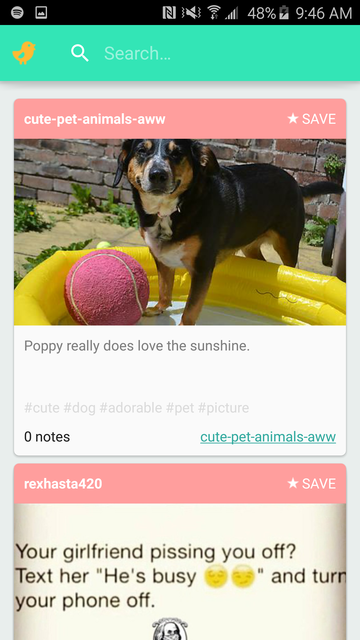 48% 9:46 AM
Search...
cute-pet-animals-aww ★ SAVE
Poppy really does love the sunshine.
#cute #dog #adorable #pet #picture
0 notes cute-pet-animals-aww
rexhasta420 ★ SAVE
Your girlfriend pissing you off?
Text her "He's busy 😌😏" and turn
your phone off.